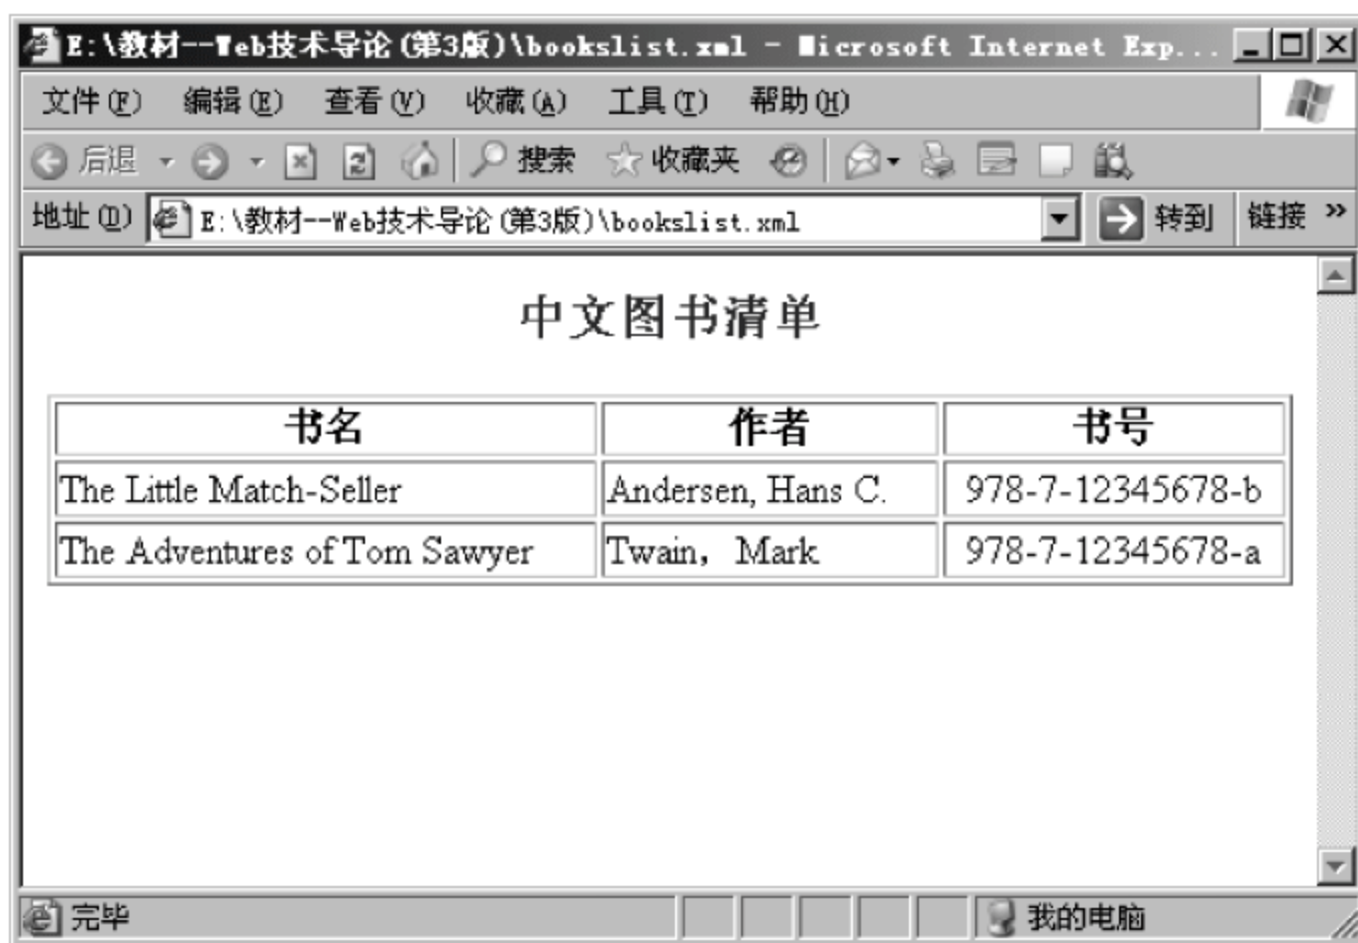 E:\教材--Web技术导论(第3版)\bookslist.xml - Microsoft Internet Exp...
文件(F) 编辑(E) 查看(V) 收藏(A) 工具(T) 帮助(H)
后退 搜索 收藏夹
地址(D) E:\教材--Web技术导论(第3版)\bookslist.xml 转到 链接 »
中文图书清单
书名 作者 书号
The Little Match-Seller Andersen, Hans C. 978-7-12345678-b
The Adventures of Tom Sawyer Twain，Mark 978-7-12345678-a
完毕 我的电脑